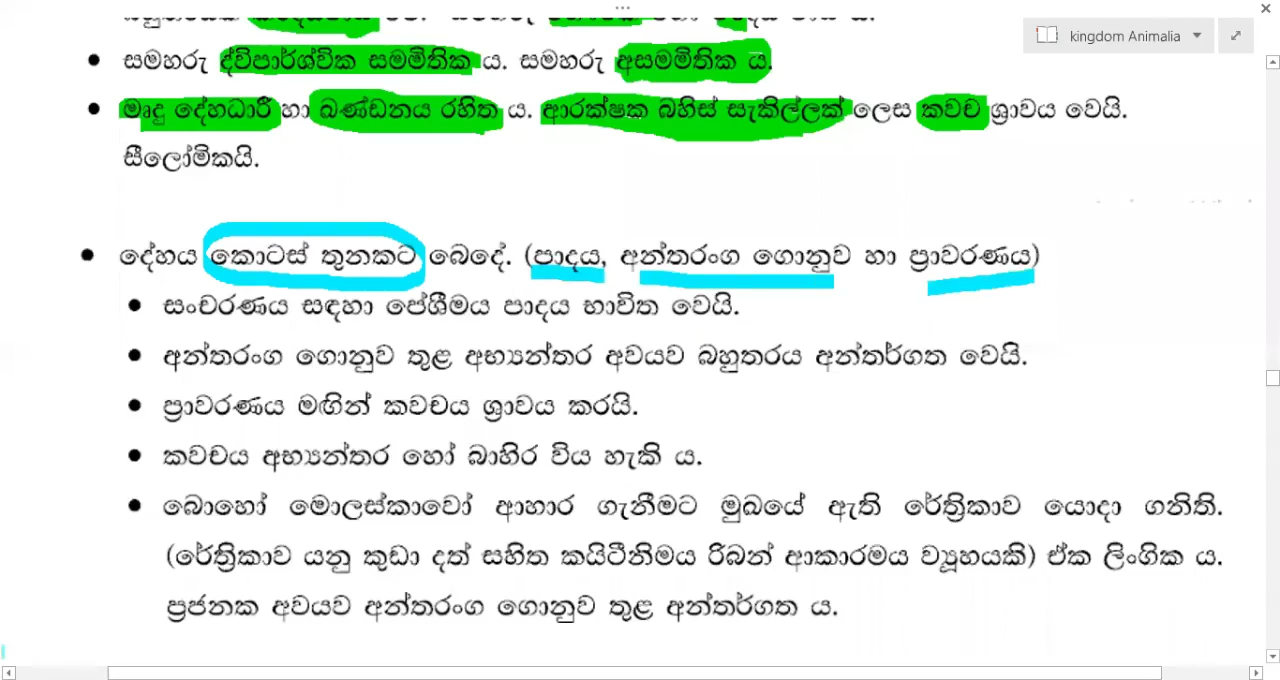 kingdom Animalia
• සමහරු ද්විපාර්ශ්වික සමමිතික ය. සමහරු අසමමිතික ය.
• මෘදු දේහධාරී හා ඛණ්ඩනය රහිත ය. ආරක්ෂක බහිස් සැකිල්ලක් ලෙස කවච ශ්‍රාවය වෙයි.
සීලෝමිකයි.
• දේහය කොටස් තුනකට බෙදේ. (පාදය, අන්තරංග ගොනුව හා ප්‍රාවරණය)
• සංචරණය සඳහා පේශීමය පාදය භාවිත වෙයි.
• අන්තරංග ගොනුව තුළ අභ්‍යන්තර අවයව බහුතරය අන්තර්ගත වෙයි.
• ප්‍රාවරණය මඟින් කවචය ශ්‍රාවය කරයි.
• කවචය අභ්‍යන්තර හෝ බාහිර විය හැකි ය.
• බොහෝ මොලස්කාවෝ ආහාර ගැනීමට මුඛයේ ඇති රේත්‍රිකාව යොදා ගනිති.
(රේත්‍රිකාව යනු කුඩා දත් සහිත කයිටීනිමය රිබන් ආකාරමය ව්‍යූහයකි) ඒක ලිංගික ය.
ප්‍රජනක අවයව අන්තරංග ගොනුව තුළ අන්තර්ගත ය.